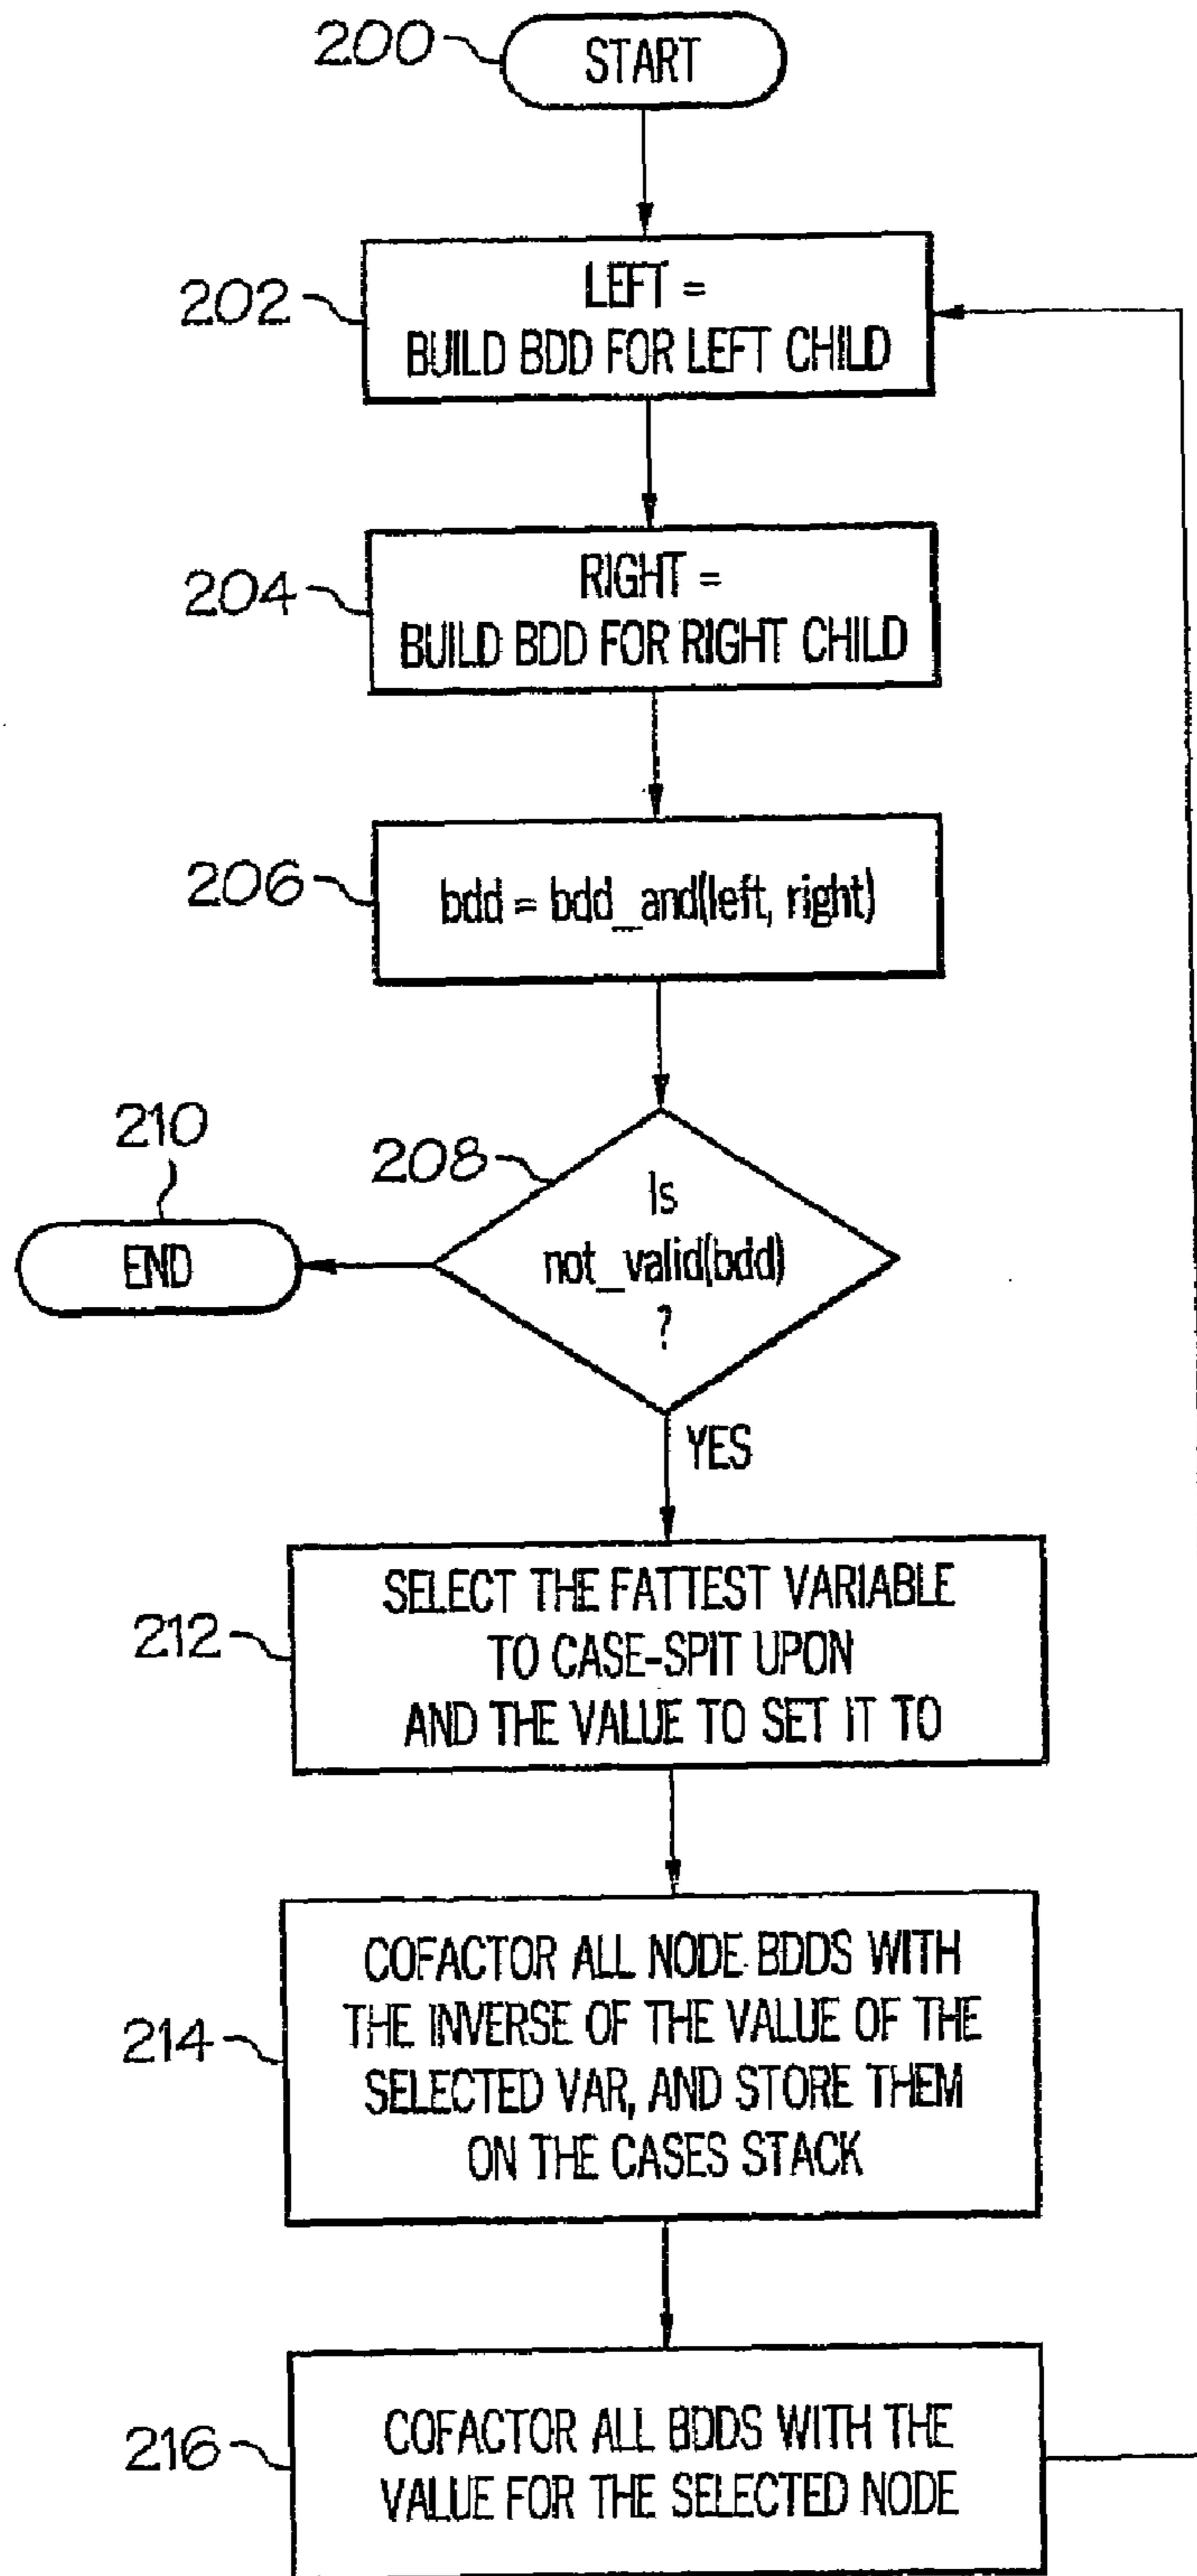 200
START
202
LEFT =
BUILD BDD FOR LEFT CHILD
204
RIGHT =
BUILD BDD FOR RIGHT CHILD
206
bdd = bdd_and(left, right)
210
208
END
Is
not_valid(bdd)
?
YES
212
SELECT THE FATTEST VARIABLE
TO CASE-SPIT UPON
AND THE VALUE TO SET IT TO
214
COFACTOR ALL NODE BDDS WITH
THE INVERSE OF THE VALUE OF THE
SELECTED VAR, AND STORE THEM
ON THE CASES STACK
216
COFACTOR ALL BDDS WITH THE
VALUE FOR THE SELECTED NODE